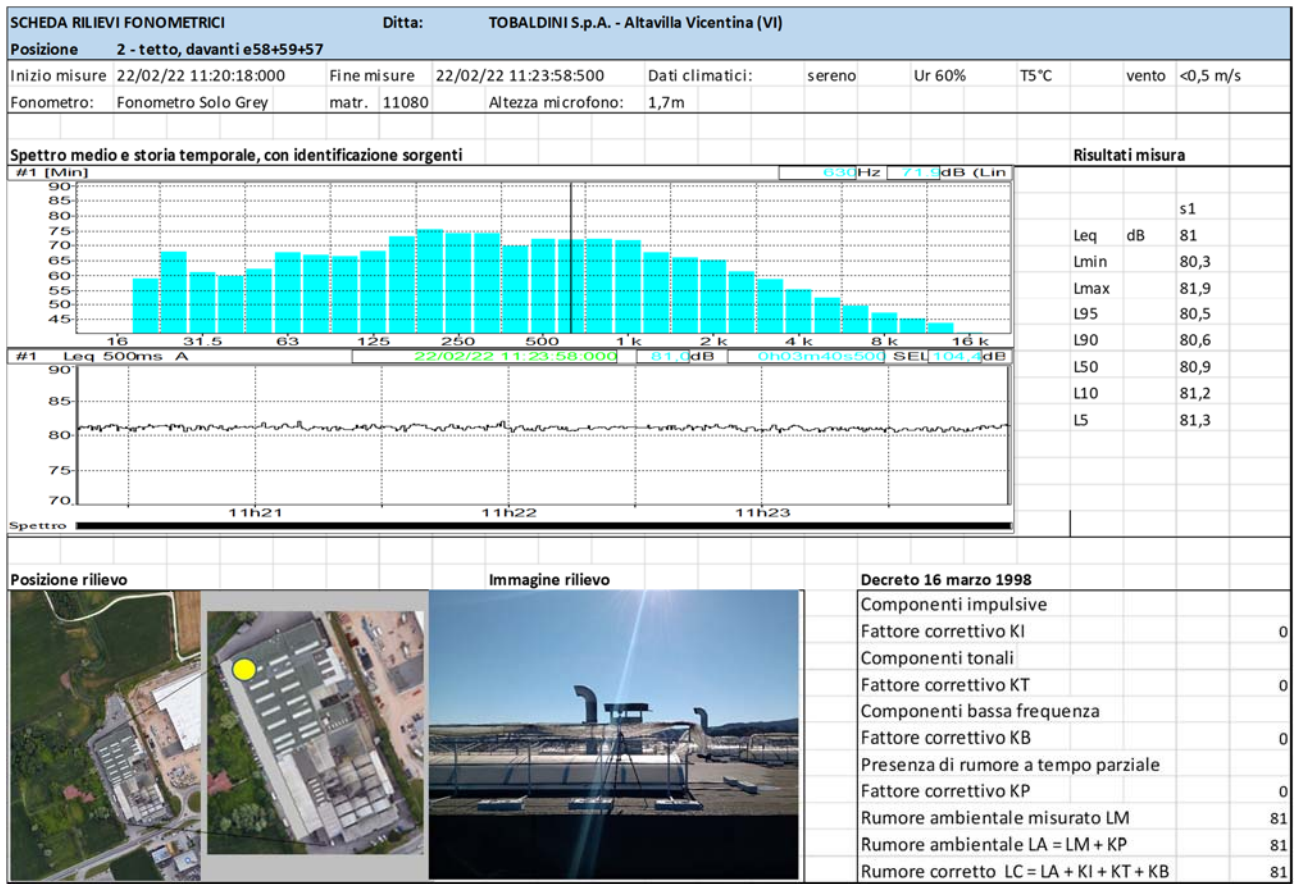 SCHEDA RILIEVI FONOMETRICI Ditta: TOBALDINI S.p.A. - Altavilla Vicentina (VI)
Posizione 2 - tetto, davanti e58+59+57
Inizio misure 22/02/22 11:20:18:000 Fine misure 22/02/22 11:23:58:500 Dati climatici: sereno Ur 60% T5°C vento <0,5 m/s
Fonometro: Fonometro Solo Grey matr. 11080 Altezza microfono: 1,7m
Spettro medio e storia temporale, con identificazione sorgenti Risultati misura
#1 [Min] 630Hz 71.9dB (Lin
90
85
80
75
70
65
60
55
50
45
16 31.5 63 125 250 500 1 k 2 k 4 k 8 k 16 k
#1 Leq 500ms A 22/02/22 11:23:58:000 81.0dB 0h03m40s500 SEL 104.4dB
90
85
80
75
70
11h21 11h22 11h23
Spettro
s1
Leq dB 81
Lmin 80,3
Lmax 81,9
L95 80,5
L90 80,6
L50 80,9
L10 81,2
L5 81,3
Posizione rilievo Immagine rilievo Decreto 16 marzo 1998
Componenti impulsive
Fattore correttivo KI 0
Componenti tonali
Fattore correttivo KT 0
Componenti bassa frequenza
Fattore correttivo KB 0
Presenza di rumore a tempo parziale
Fattore correttivo KP 0
Rumore ambientale misurato LM 81
Rumore ambientale LA = LM + KP 81
Rumore corretto LC = LA + KI + KT + KB 81